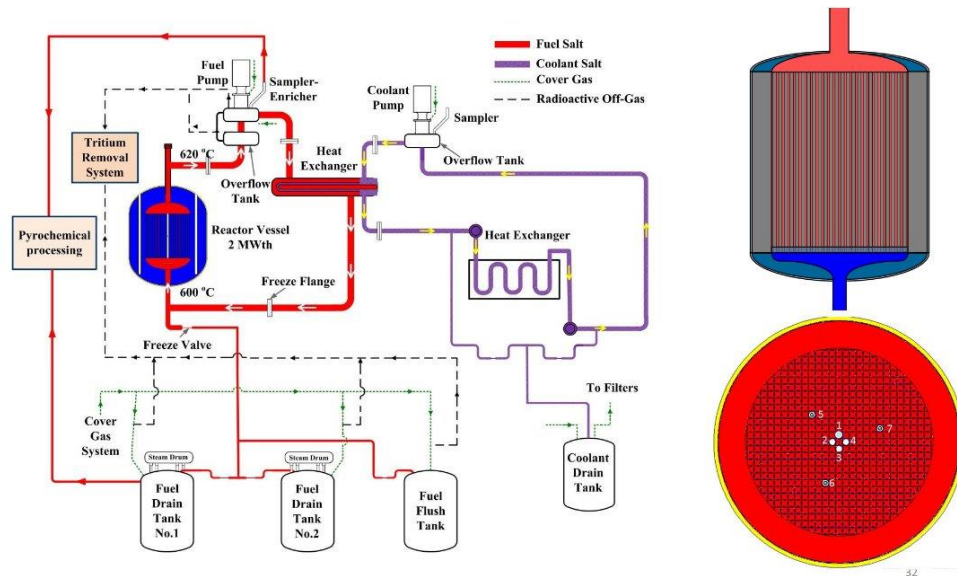 Fuel
Pump
Sampler-
Enricher
Fuel Salt
Coolant Salt
Cover Gas
Radioactive Off-Gas
Coolant
Pump
Sampler
Overflow Tank
Tritium
Removal
System
620 °C
Overflow
Tank
Heat
Exchanger
Pyrochemical
processing
Reactor Vessel
2 MWth
Heat Exchanger
600 °C
Freeze Flange
Freeze Valve
Cover
Gas
System
To Filters
Steam Drum
Steam Drum
Fuel
Drain
Tank
No.1
Fuel
Drain
Tank
No.2
Fuel
Flush
Tank
Coolant
Drain
Tank
5
1
7
2
4
3
6
32